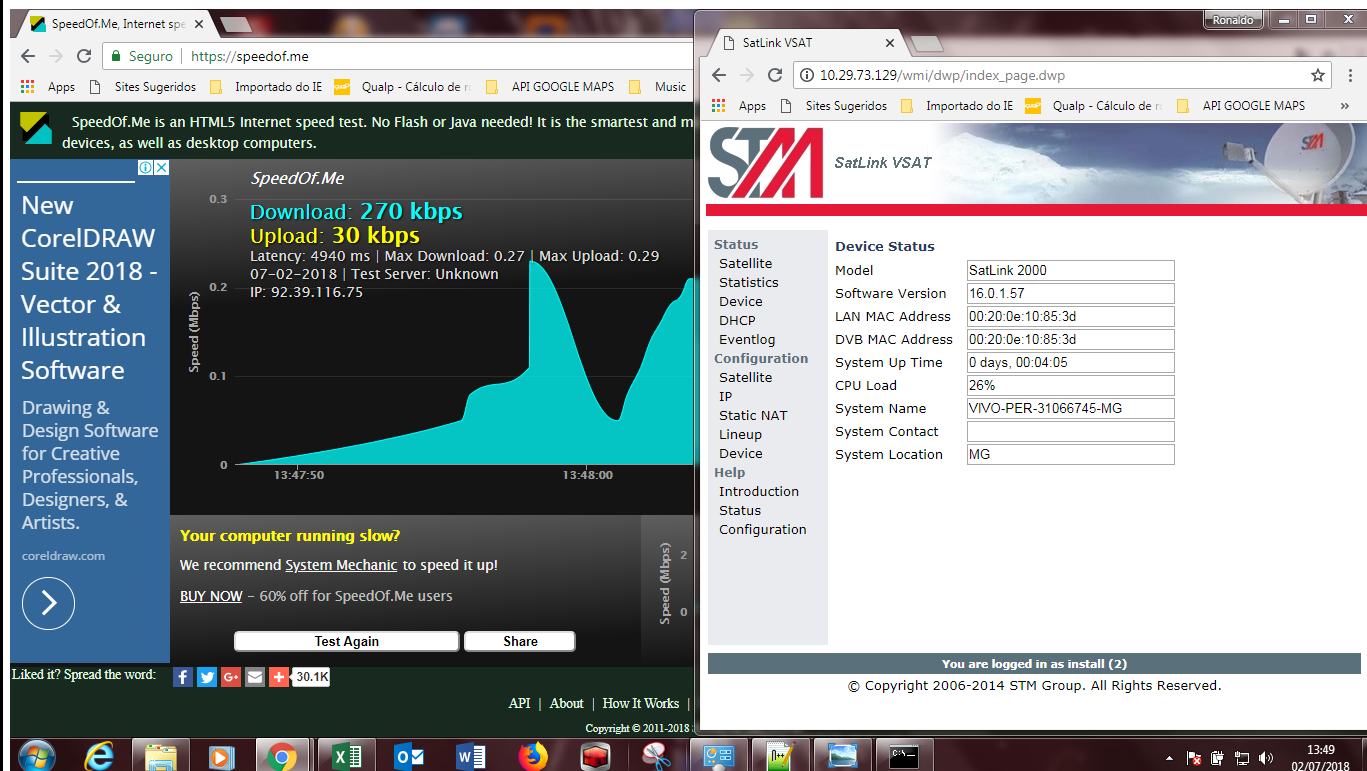 SpeedOf.Me, Internet spe
Seguro
https://speedof.me
Apps
Sites Sugeridos
Importado do IE
Qualp - Cálculo de r
API GOOGLE MAPS
Music
SpeedOf.Me is an HTML5 Internet speed test. No Flash or Java needed! It is the smartest and m
devices, as well as desktop computers.
New
CorelDRAW
Suite 2018 -
Vector &
Illustration
Software
Drawing &
Design Software
for Creative
Professionals,
Designers, &
Artists.
coreldraw.com
SpeedOf.Me
Download: 270 kbps
Upload: 30 kbps
Latency: 4940 ms | Max Download: 0.27 | Max Upload: 0.29
07-02-2018 | Test Server: Unknown
IP: 92.39.116.75
Speed (Mbps)
0.3
0.2
0.1
0
13:47:50
13:48:00
Your computer running slow?
We recommend System Mechanic to speed it up!
BUY NOW – 60% off for SpeedOf.Me users
Speed (Mbps)
2
0
Test Again
Share
Liked it? Spread the word:
30.1K
API | About | How It Works |
Copyright © 2011-2018
Ronaldo
SatLink VSAT
10.29.73.129/wmi/dwp/index_page.dwp
Apps
Sites Sugeridos
Importado do IE
Qualp - Cálculo de r
API GOOGLE MAPS
STM
SatLink VSAT
STM
Status
Satellite
Statistics
Device
DHCP
Eventlog
Configuration
Satellite
IP
Static NAT
Lineup
Device
Help
Introduction
Status
Configuration
Device Status
Model SatLink 2000
Software Version 16.0.1.57
LAN MAC Address 00:20:0e:10:85:3d
DVB MAC Address 00:20:0e:10:85:3d
System Up Time 0 days, 00:04:05
CPU Load 26%
System Name VIVO-PER-31066745-MG
System Contact
System Location MG
You are logged in as install (2)
© Copyright 2006-2014 STM Group. All Rights Reserved.
13:49
02/07/2018